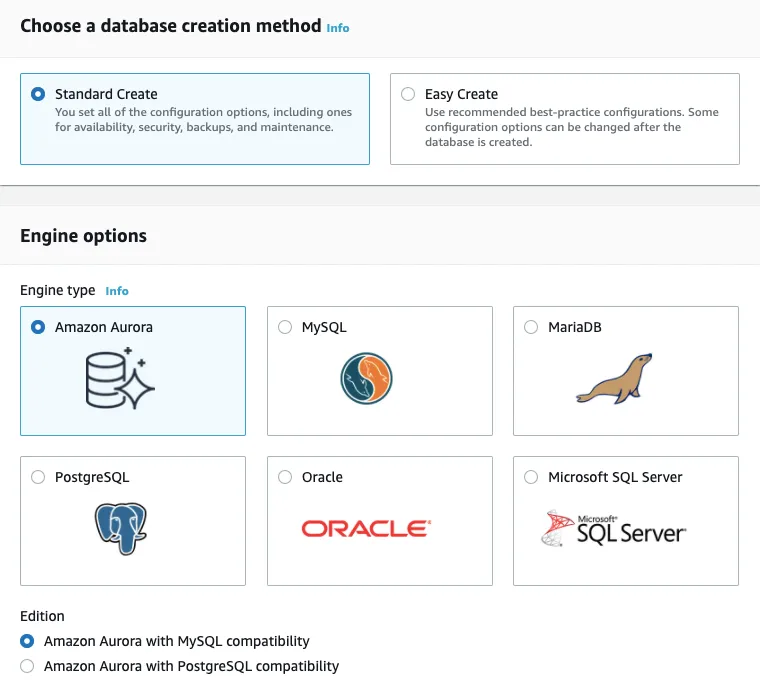 Choose a database creation method Info
Standard Create
You set all of the configuration options, including ones
for availability, security, backups, and maintenance.
Easy Create
Use recommended best-practice configurations. Some
configuration options can be changed after the
database is created.
Engine options
Engine type Info
Amazon Aurora
MySQL
MariaDB
PostgreSQL
Oracle
ORACLE
Microsoft SQL Server
Microsoft®
SQL Server
Edition
Amazon Aurora with MySQL compatibility
Amazon Aurora with PostgreSQL compatibility